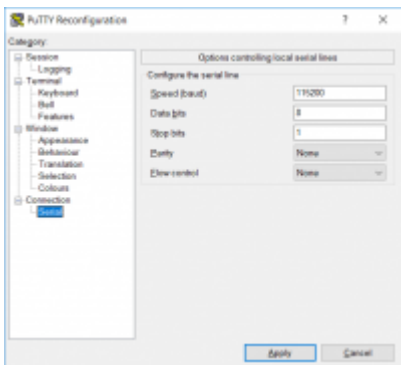 PuTTY Reconfiguration
Category:
Session
Logging
Terminal
Keyboard
Bell
Features
Window
Appearance
Behaviour
Translation
Selection
Colours
Connection
Serial
Options controlling local serial lines
Configure the serial line
Speed (baud) 115200
Data bits 8
Stop bits 1
Parity None
Flow control None
Apply Cancel